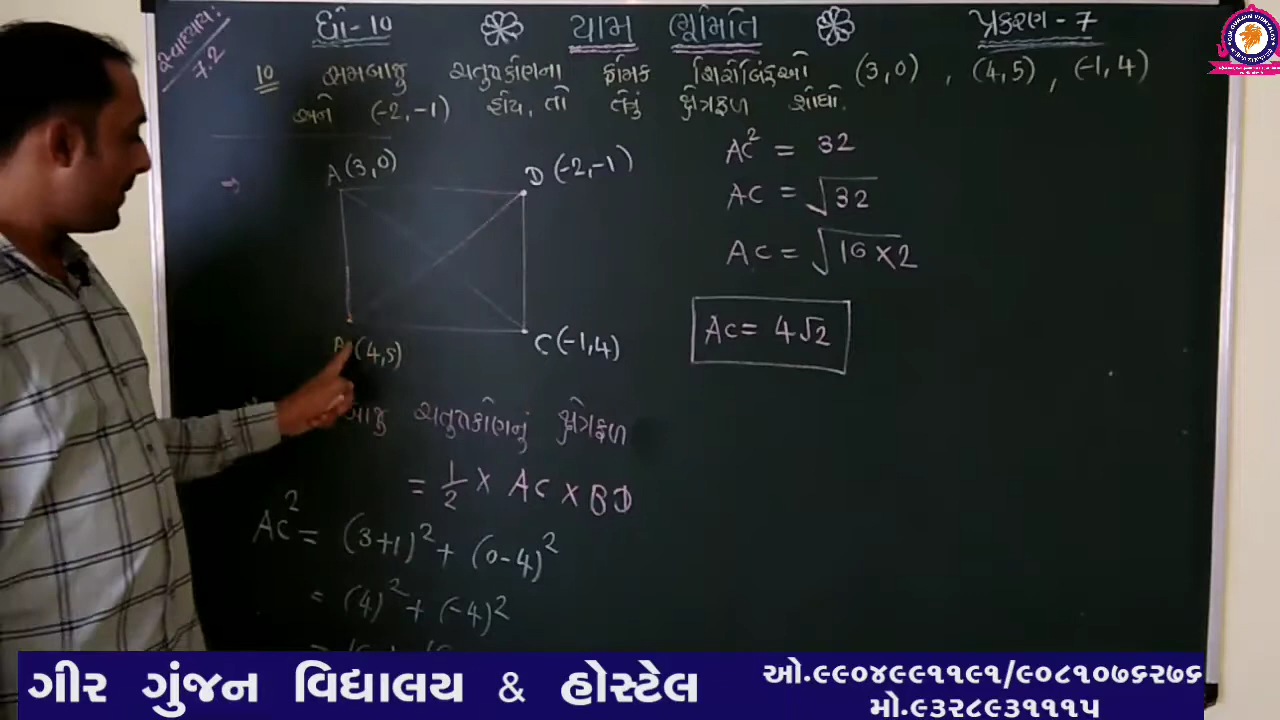 સ્વાધ્યાય: 7.2
ધો-10 યામ ભૂમિતિ પ્રકરણ - 7
10 સમબાજુ ચતુષ્કોણના ક્રમિક શિરોબિંદુઓ (3,0) , (4,5) , (-1,4)
અને (-2,-1) હોય, તો તેનું ક્ષેત્રફળ શોધો.
⇒ A(3,0) D(-2,-1)
(4,5) C(-1,4)
ચતુષ્કોણનું ક્ષેત્રફળ
= 1/2 × AC × BD
AC² = (3+1)² + (0-4)²
= (4)² + (-4)²
AC² = 32
AC = √32
AC = √16×2
AC = 4√2
ગીર ગુંજન વિદ્યાલય & હોસ્ટેલ
ઓ.૯૯૦૪૯૯૧૧૯૧/૯૦૮૧૦૭૬૨૭૬
મો.૯૩૨૮૯૩૧૧૧૫